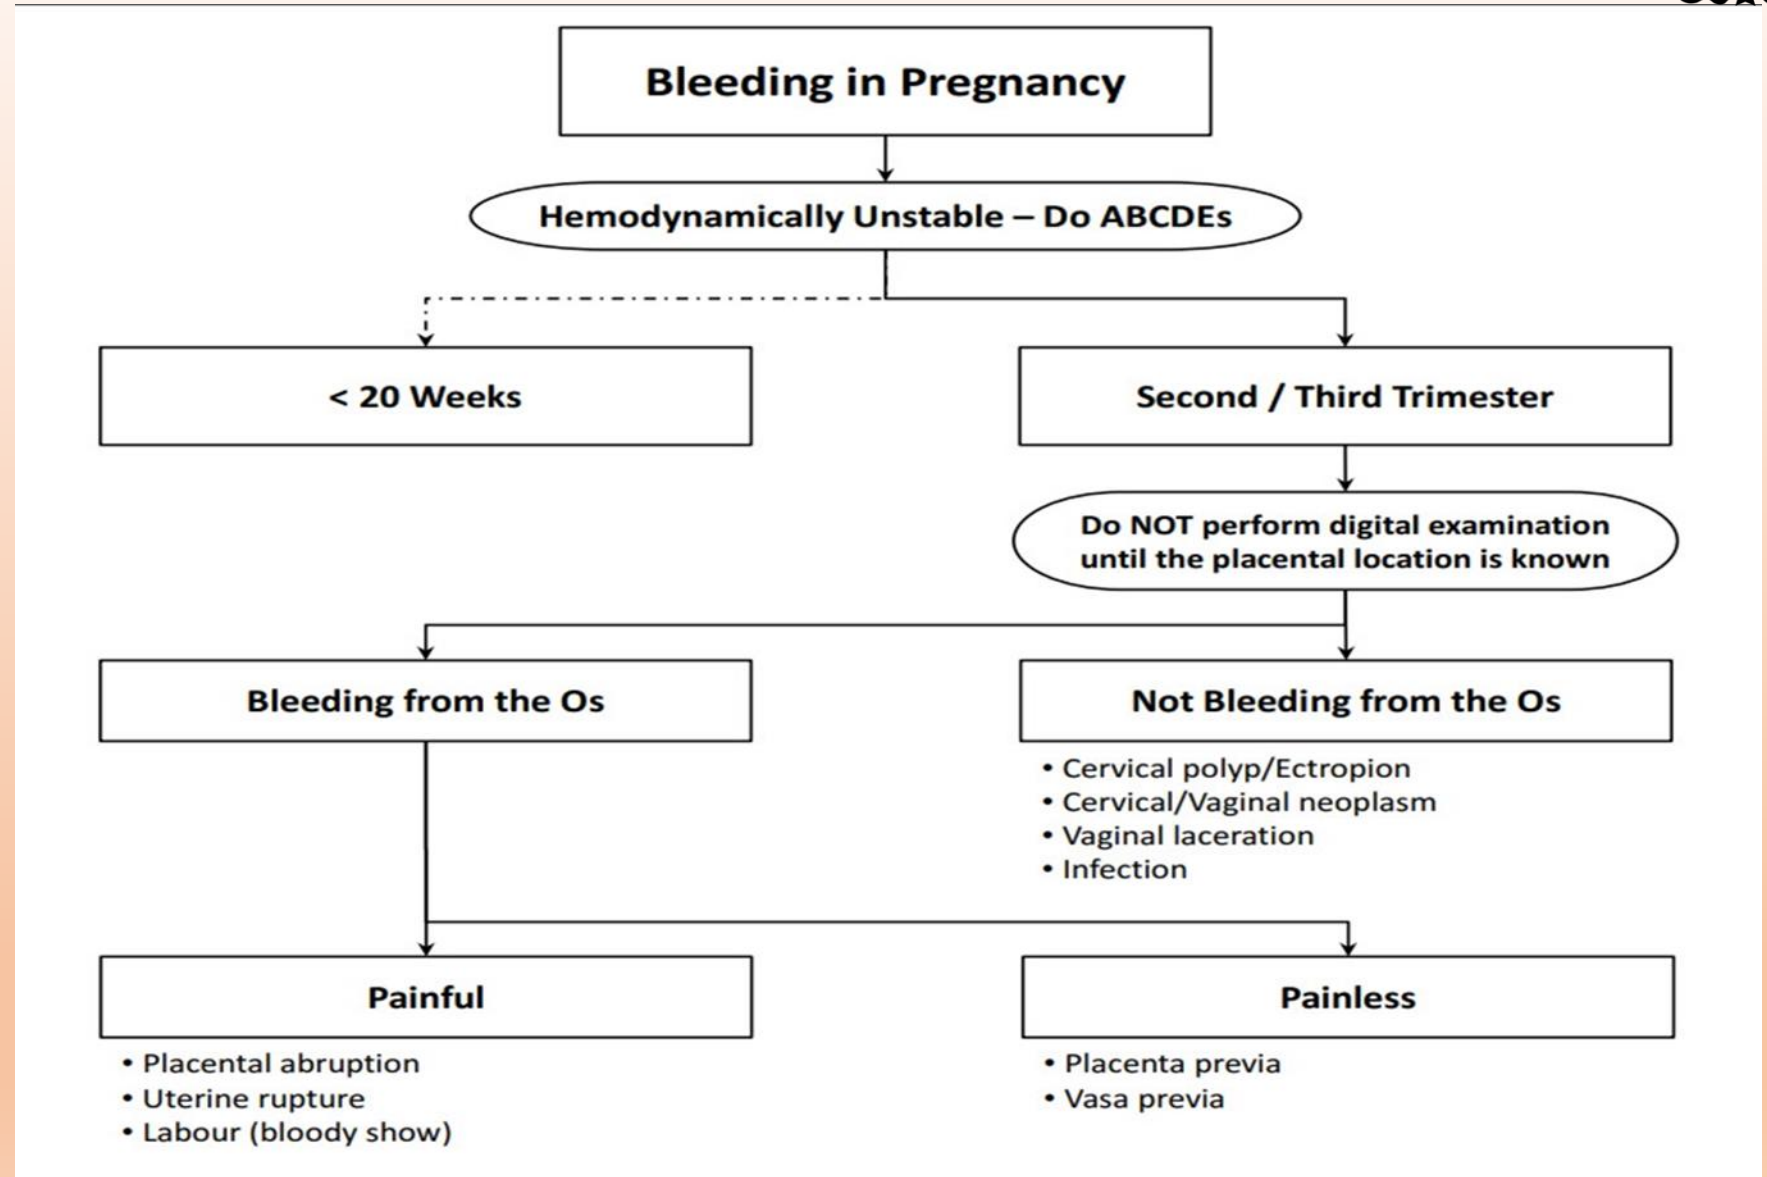 Bleeding in Pregnancy
Hemodynamically Unstable – Do ABCDEs
< 20 Weeks
Second / Third Trimester
Do NOT perform digital examination
until the placental location is known
Bleeding from the Os
Not Bleeding from the Os
• Cervical polyp/Ectropion
• Cervical/Vaginal neoplasm
• Vaginal laceration
• Infection
Painful
• Placental abruption
• Uterine rupture
• Labour (bloody show)
Painless
• Placenta previa
• Vasa previa